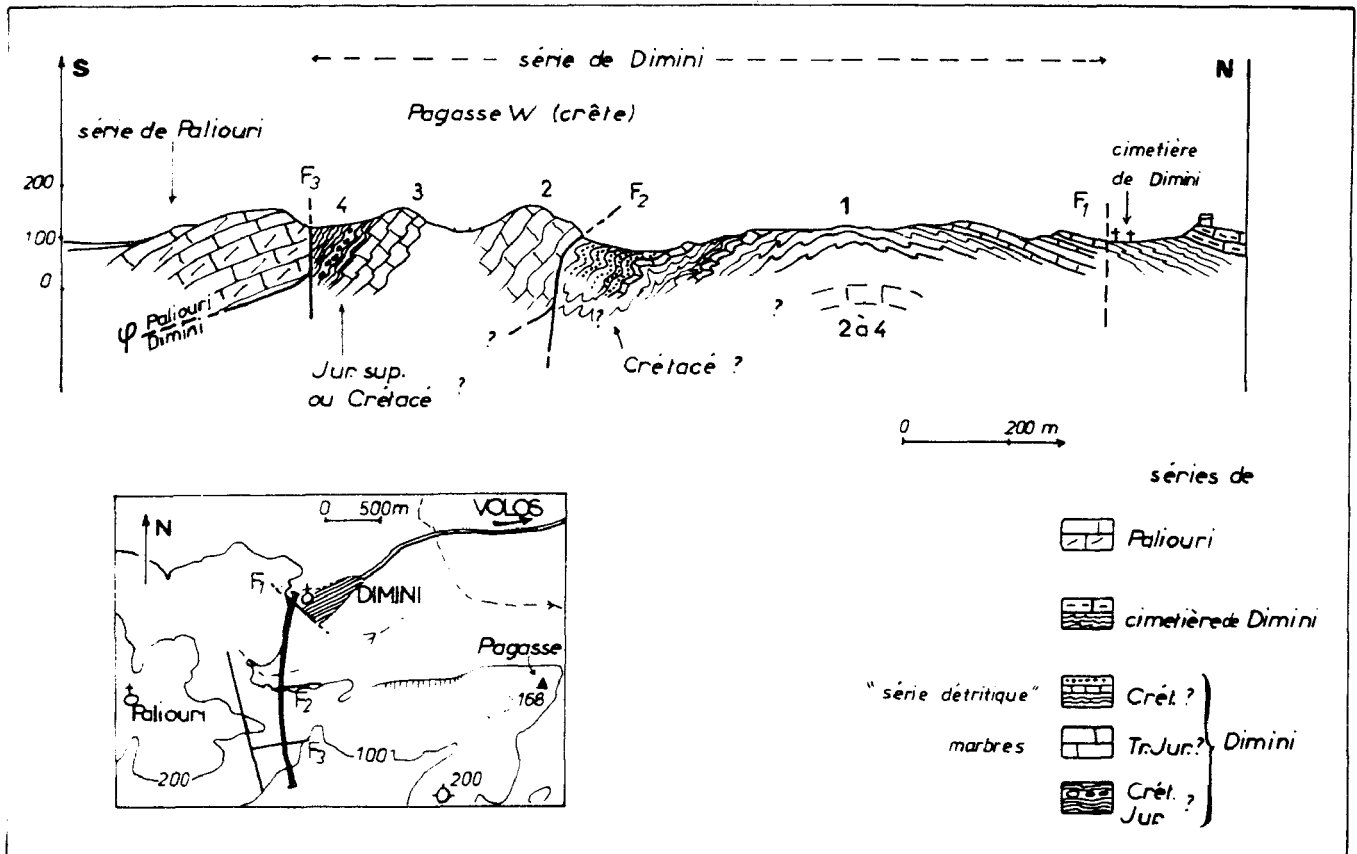 S
série de Dimini
N
Pagasse W (crête)
série de Paliouri
cimetière
de Dimini
200
100
0
F3
4
3
2
F2
1
F1
φ Paliouri
Dimini
?
1?
?
2 à 4
Jur. sup.
ou Crétacé ?
Crétacé ?
0 200 m
séries de
Paliouri
cimetière de Dimini
"série détritique" Crét. ?
marbres Tr. Jur. ? Dimini
Crét. ?
Jur.
0 500m
VOLOS
N
F1
DIMINI
Pagasse
168
Paliouri
F2
F3
200
100
200